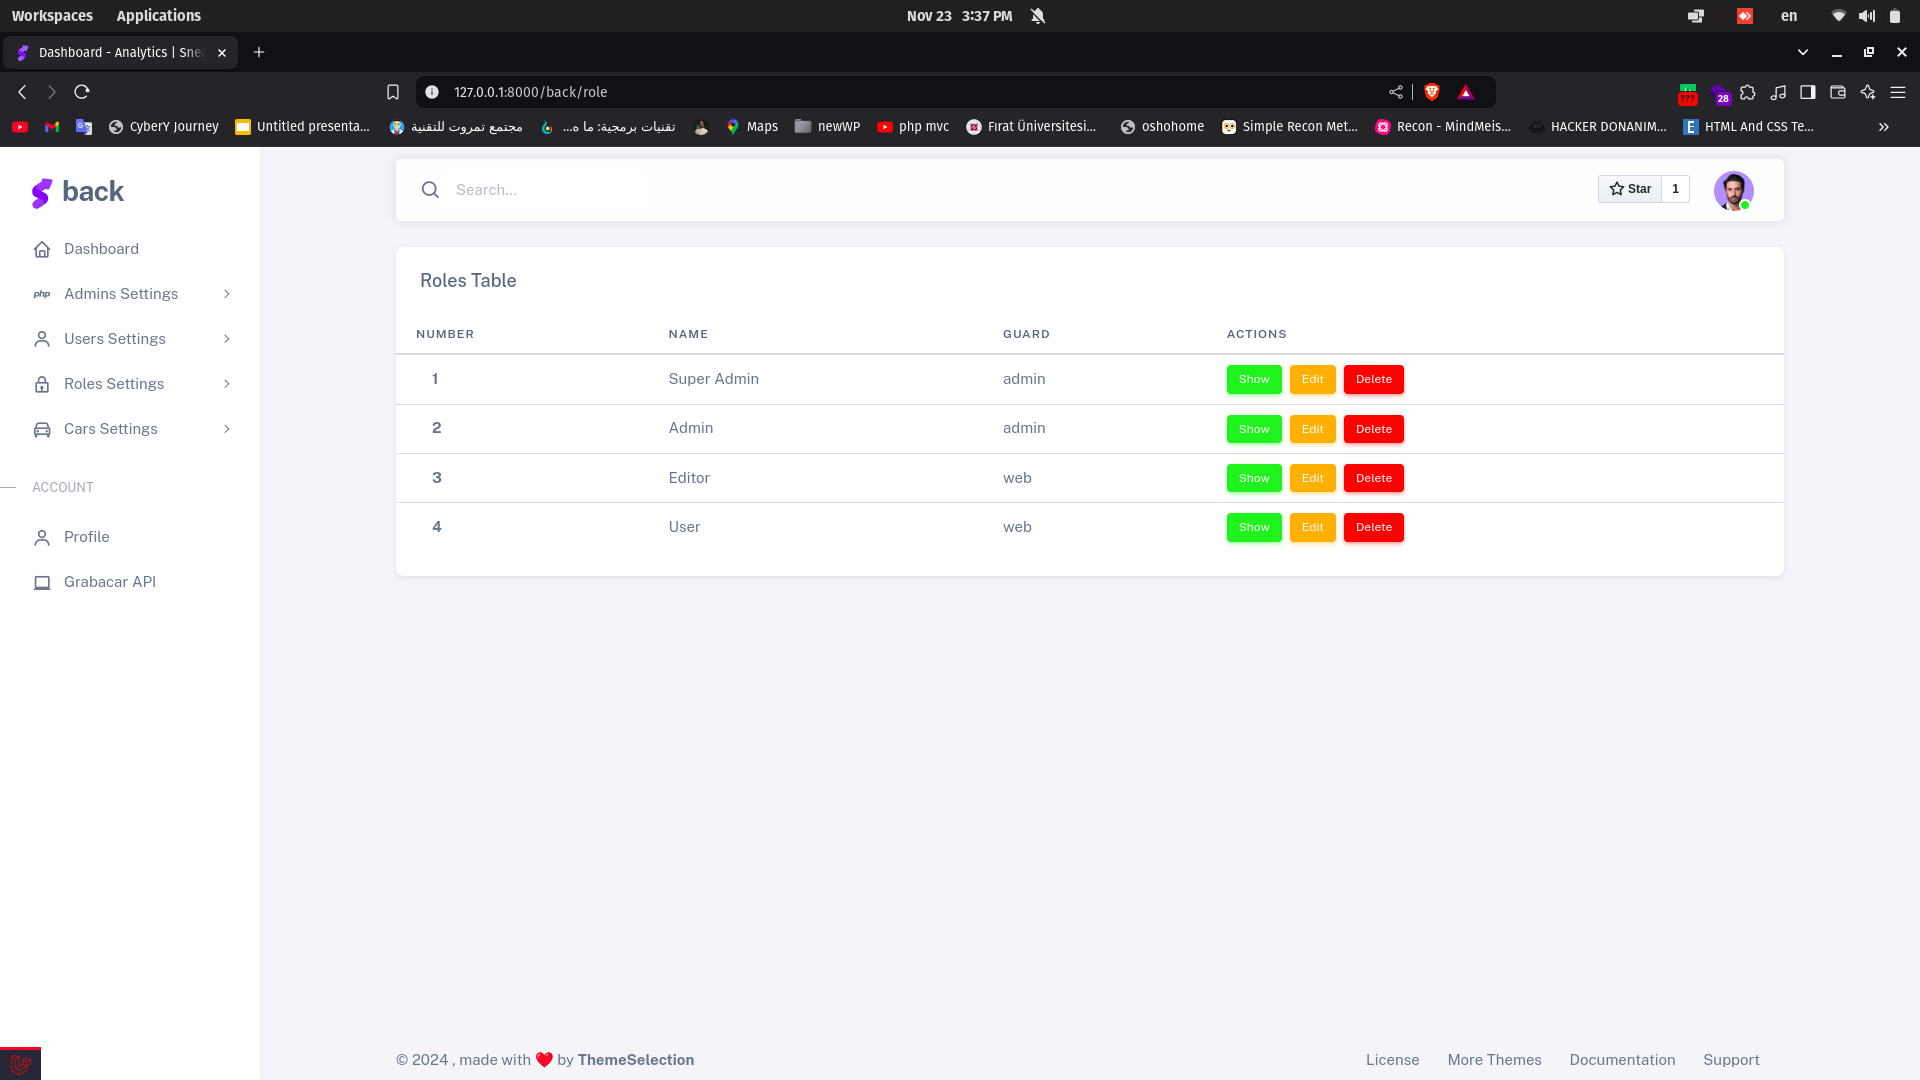 Workspaces Applications Nov 23 3:37 PM en
Dashboard - Analytics | Sne
127.0.0.1:8000/back/role 28
CyberY Journey Untitled presenta... مجتمع تمروت للتقنية تقنيات برمجية: ما ه... Maps newWP php mvc Fırat Üniversitesi... oshohome Simple Recon Met... Recon - MindMeis... HACKER DONANIM... HTML And CSS Te...
back
Search... Star 1
Dashboard
Admins Settings
Users Settings
Roles Settings
Cars Settings
ACCOUNT
Profile
Grabacar API
Roles Table
NUMBER NAME GUARD ACTIONS
1 Super Admin admin Show Edit Delete
2 Admin admin Show Edit Delete
3 Editor web Show Edit Delete
4 User web Show Edit Delete
© 2024 , made with ❤️ by ThemeSelection License More Themes Documentation Support